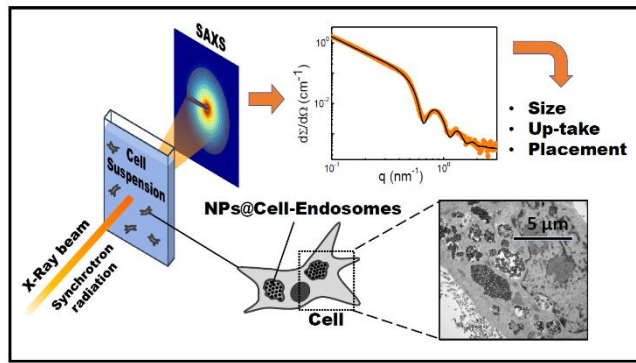 SAXS
dΣ/dΩ (cm⁻¹)
10⁰
10⁻²
10⁻¹
10⁰
q (nm⁻¹)
• Size
• Up-take
• Placement
Cell
Suspension
X-Ray beam
Synchrotron
radiation
NPs@Cell-Endosomes
Cell
5 µm